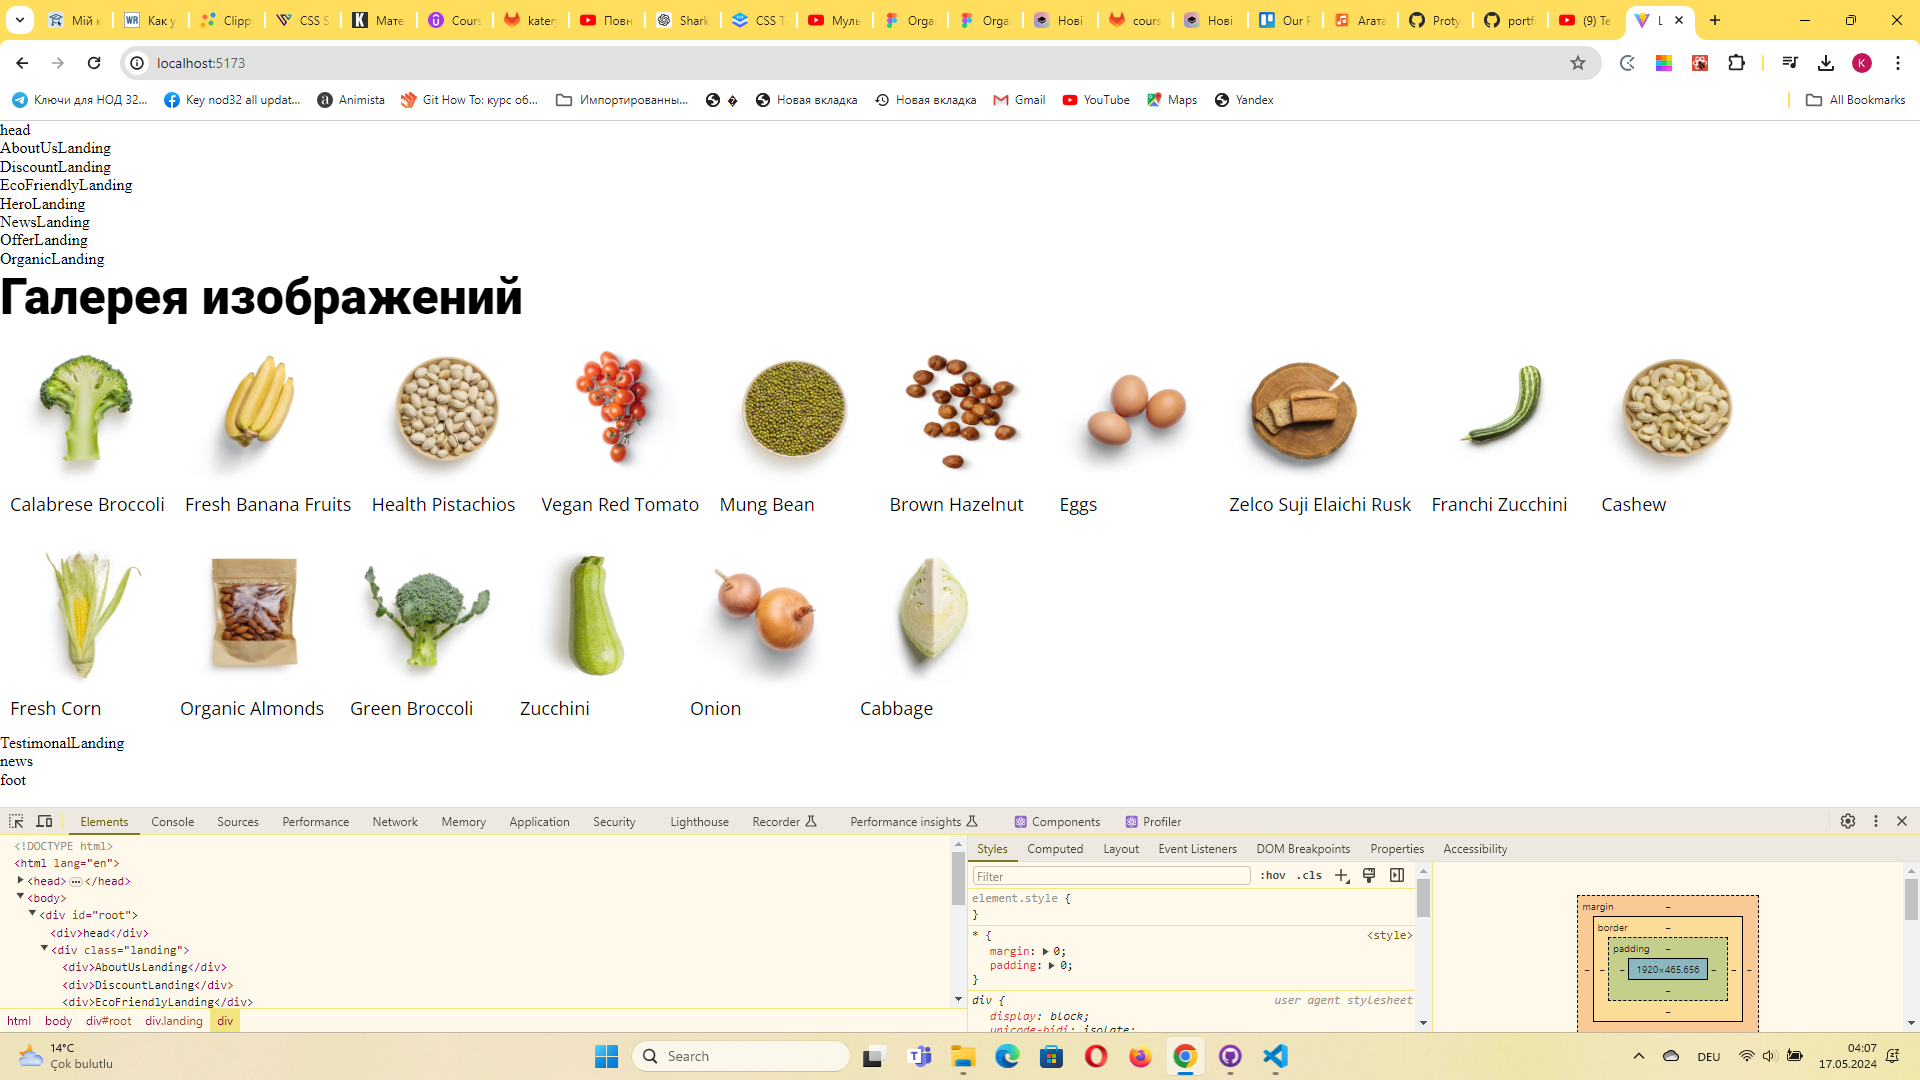 Мій к
Как у
Clipp
CSS S
Мате
Cours
kater
Повн
Shark
CSS T
Муль
Orga
Orga
Нові
cours
Нові
Our P
Агата
Proty
portf
(9) Te
L
localhost:5173
K
Ключи для НОД 32...
Key nod32 all updat...
Animista
Git How To: курс об...
Импортированны...
Новая вкладка
Новая вкладка
Gmail
YouTube
Maps
Yandex
All Bookmarks
head
AboutUsLanding
DiscountLanding
EcoFriendlyLanding
HeroLanding
NewsLanding
OfferLanding
OrganicLanding
Галерея изображений
Calabrese Broccoli
Fresh Banana Fruits
Health Pistachios
Vegan Red Tomato
Mung Bean
Brown Hazelnut
Eggs
Zelco Suji Elaichi Rusk
Franchi Zucchini
Cashew
Fresh Corn
Organic Almonds
Green Broccoli
Zucchini
Onion
Cabbage
TestimonalLanding
news
foot
Elements
Console
Sources
Performance
Network
Memory
Application
Security
Lighthouse
Recorder
Performance insights
Components
Profiler
<!DOCTYPE html>
<html lang="en">
<head> ⋯ </head>
<body>
<div id="root">
<div>head</div>
<div class="landing">
<div>AboutUsLanding</div>
<div>DiscountLanding</div>
<div>EcoFriendlyLanding</div>
html body div#root div.landing div
Styles
Computed
Layout
Event Listeners
DOM Breakpoints
Properties
Accessibility
Filter
:hov .cls
element.style {
}
* { <style>
margin: 0;
padding: 0;
}
div { user agent stylesheet
display: block;
unicode-bidi: isolate;
margin –
border –
padding –
– – – 1920×465.656 – – –
–
–
14°C
Çok bulutlu
Search
DEU
04:07
17.05.2024